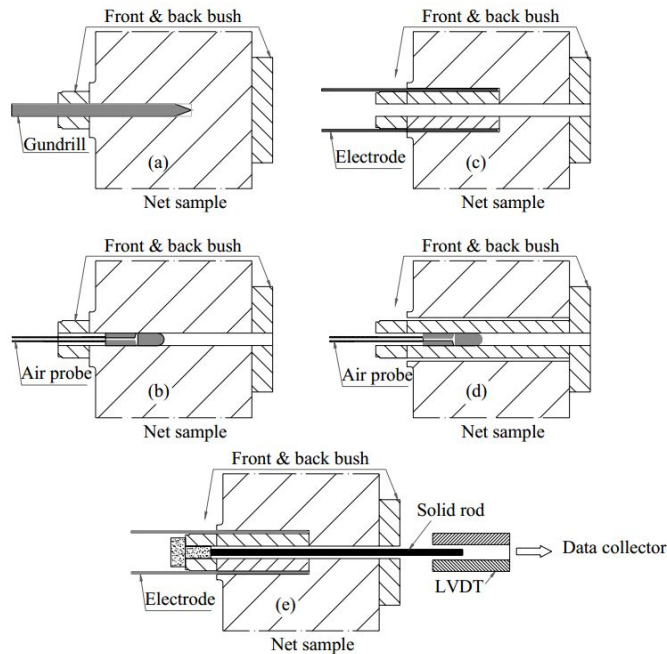 Front & back bush
Gundrill
(a)
Net sample
Front & back bush
Electrode
(c)
Net sample
Front & back bush
Air probe
(b)
Net sample
Front & back bush
Air probe
(d)
Net sample
Front & back bush
Solid rod
Data collector
LVDT
Electrode
(e)
Net sample